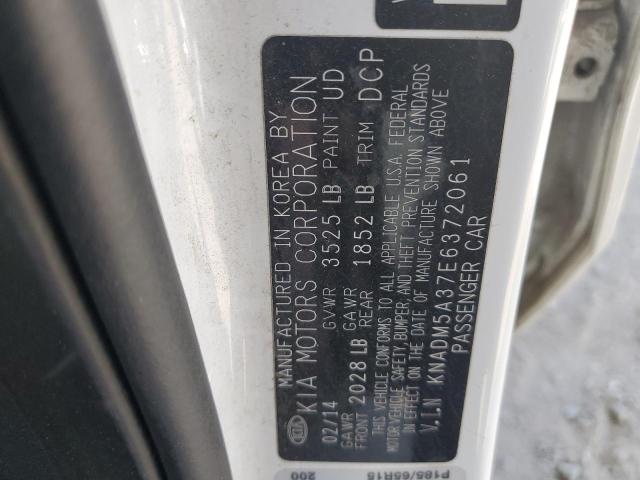 MANUFACTURED IN KOREA BY
KIA KIA MOTORS CORPORATION
02/14 GVWR 3525 LB PAINT UD
GAWR FRONT 2028 LB GAWR REAR 1852 LB TRIM DCP
THIS VEHICLE CONFORMS TO ALL APPLICABLE U.S.A. FEDERAL
MOTOR VEHICLE SAFETY, BUMPER, AND THEFT PREVENTION STANDARDS
IN EFFECT ON THE DATE OF MANUFACTURE SHOWN ABOVE
V.I.N KNADM5A37E6372061
PASSENGER CAR
P185/65R15
200